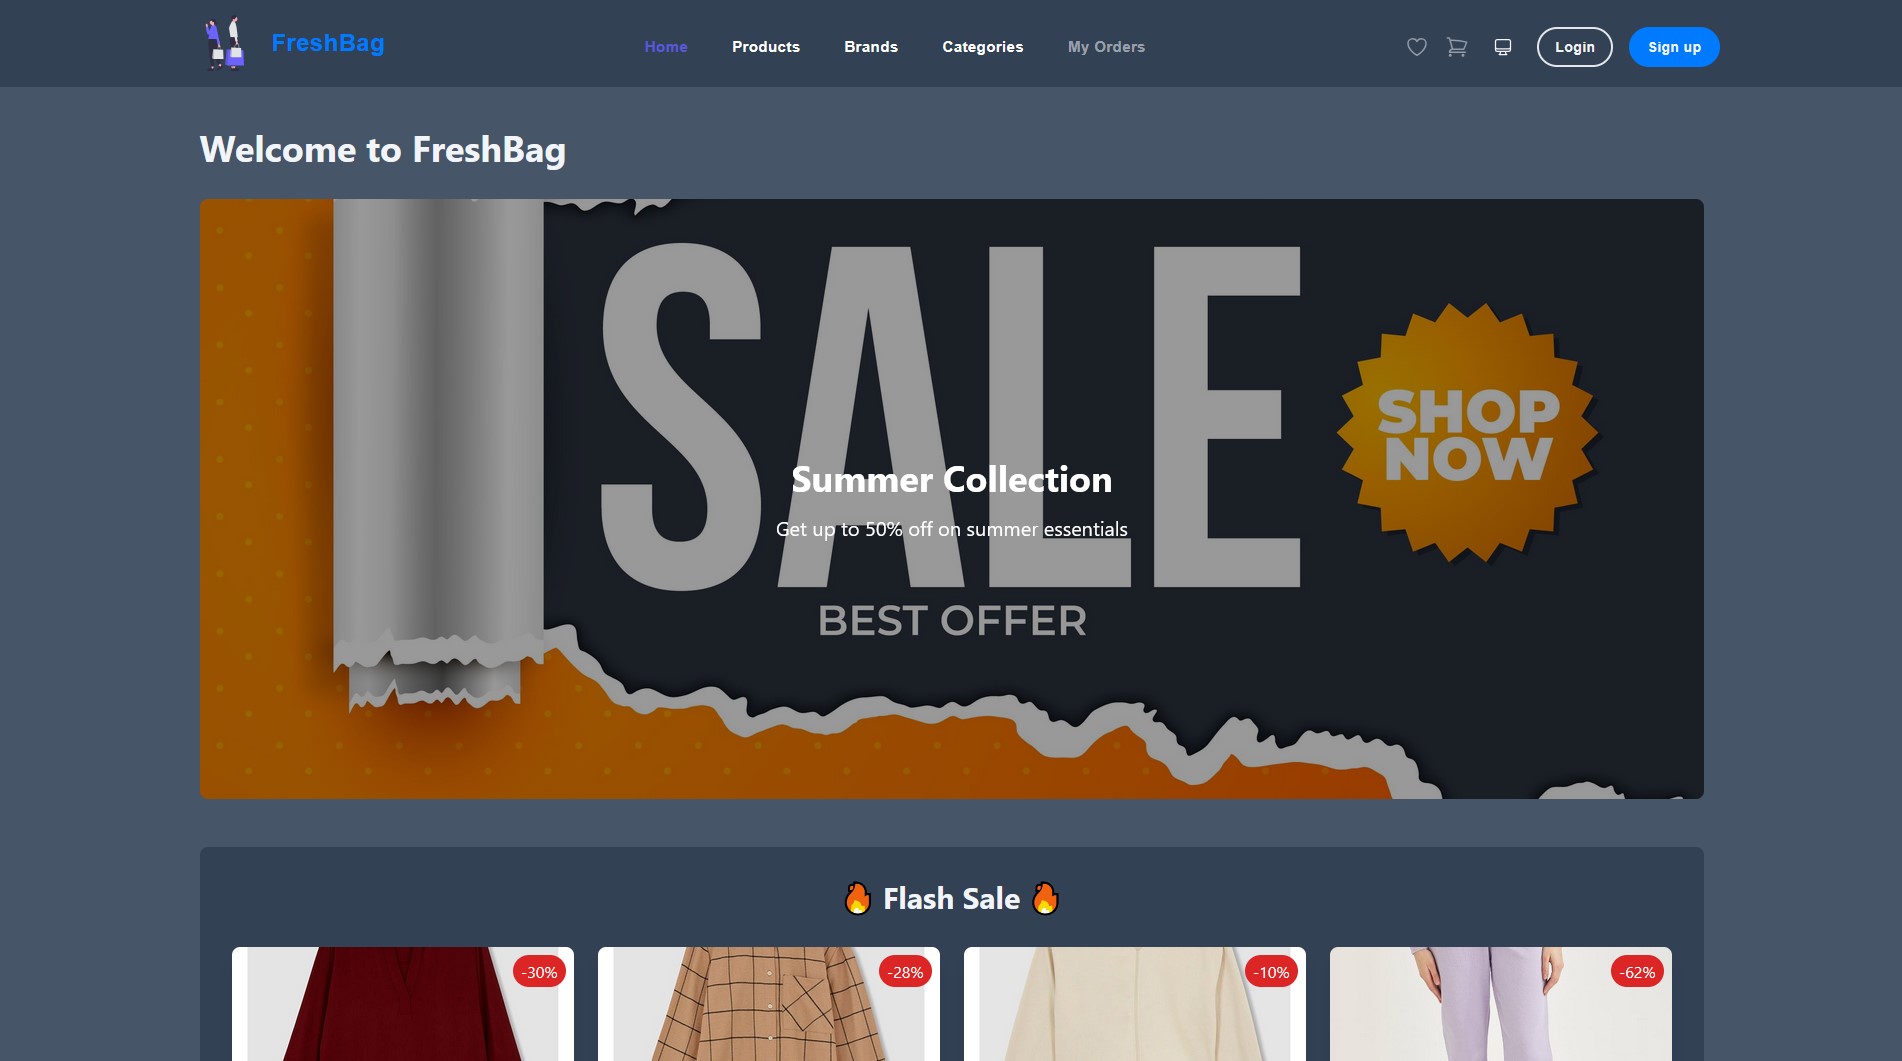 FreshBag
Home
Products
Brands
Categories
My Orders
Login
Sign up
Welcome to FreshBag
SALE
SHOP
NOW
Summer Collection
Get up to 50% off on summer essentials
BEST OFFER
🔥 Flash Sale 🔥
-30%
-28%
-10%
-62%